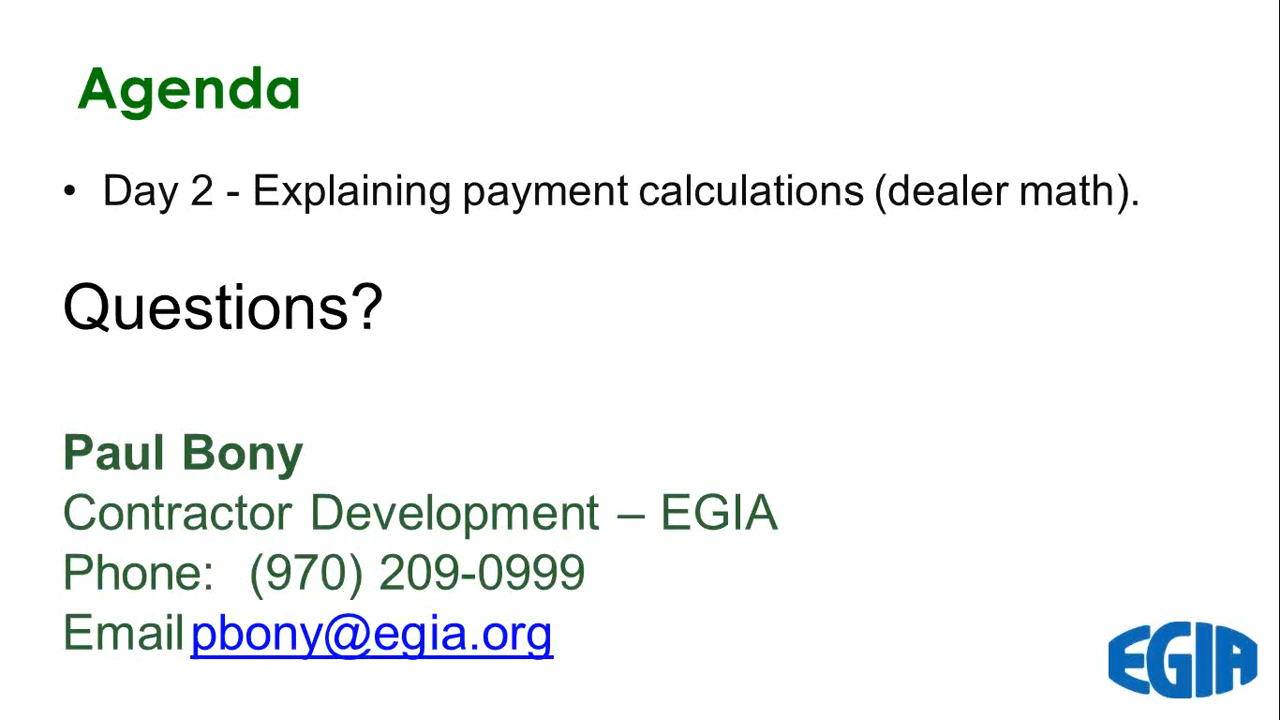 Agenda
• Day 2 - Explaining payment calculations (dealer math).
Questions?
Paul Bony
Contractor Development – EGIA
Phone: (970) 209-0999
Email pbony@egia.org
EGIA